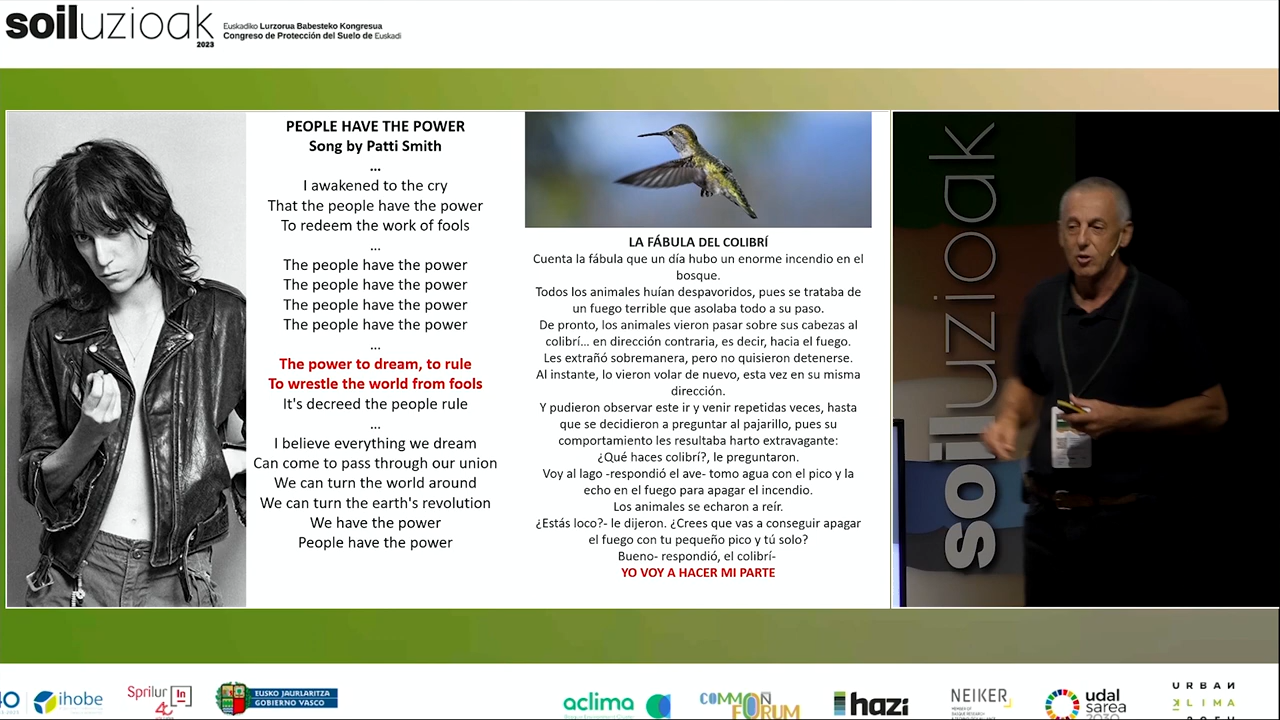 soiluzioak
2023
Euskadiko Lurzorua Babesteko Kongresua
Congreso de Protección del Suelo de Euskadi
PEOPLE HAVE THE POWER
Song by Patti Smith
...
I awakened to the cry
That the people have the power
To redeem the work of fools
...
The people have the power
The people have the power
The people have the power
The people have the power
...
The power to dream, to rule
To wrestle the world from fools
It's decreed the people rule
...
I believe everything we dream
Can come to pass through our union
We can turn the world around
We can turn the earth's revolution
We have the power
People have the power
LA FÁBULA DEL COLIBRÍ
Cuenta la fábula que un día hubo un enorme incendio en el
bosque.
Todos los animales huían despavoridos, pues se trataba de
un fuego terrible que asolaba todo a su paso.
De pronto, los animales vieron pasar sobre sus cabezas al
colibrí... en dirección contraria, es decir, hacia el fuego.
Les extrañó sobremanera, pero no quisieron detenerse.
Al instante, lo vieron volar de nuevo, esta vez en su misma
dirección.
Y pudieron observar este ir y venir repetidas veces, hasta
que se decidieron a preguntar al pajarillo, pues su
comportamiento les resultaba harto extravagante:
¿Qué haces colibrí?, le preguntaron.
Voy al lago -respondió el ave- tomo agua con el pico y la
echo en el fuego para apagar el incendio.
Los animales se echaron a reír.
¿Estás loco?- le dijeron. ¿Crees que vas a conseguir apagar
el fuego con tu pequeño pico y tú solo?
Bueno- respondió, el colibrí-
YO VOY A HACER MI PARTE
soiluzioak
ihobe
Sprilur
EUSKO JAURLARITZA
GOBIERNO VASCO
aclima
COMMON
FORUM
hazi
NEIKER
udal
sarea
2030
URBAN
KLIMA